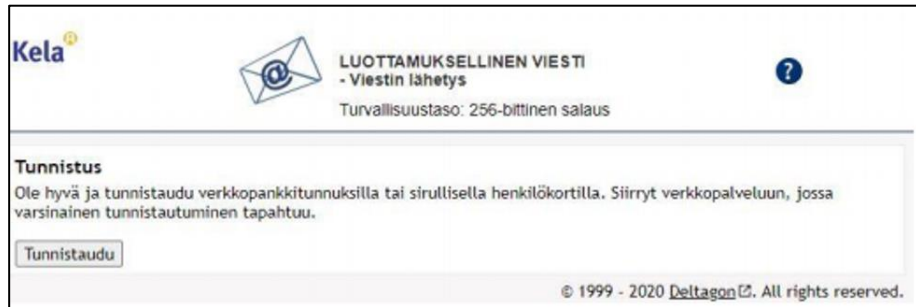 Kela
LUOTTAMUKSELLINEN VIESTI
- Viestin lähetys
?
Turvallisuustaso: 256-bittinen salaus
Tunnistus
Ole hyvä ja tunnistaudu verkkopankkitunnuksilla tai sirullisella henkilökortilla. Siirryt verkkopalveluun, jossa
varsinainen tunnistautuminen tapahtuu.
Tunnistaudu
© 1999 - 2020 Deltagon. All rights reserved.